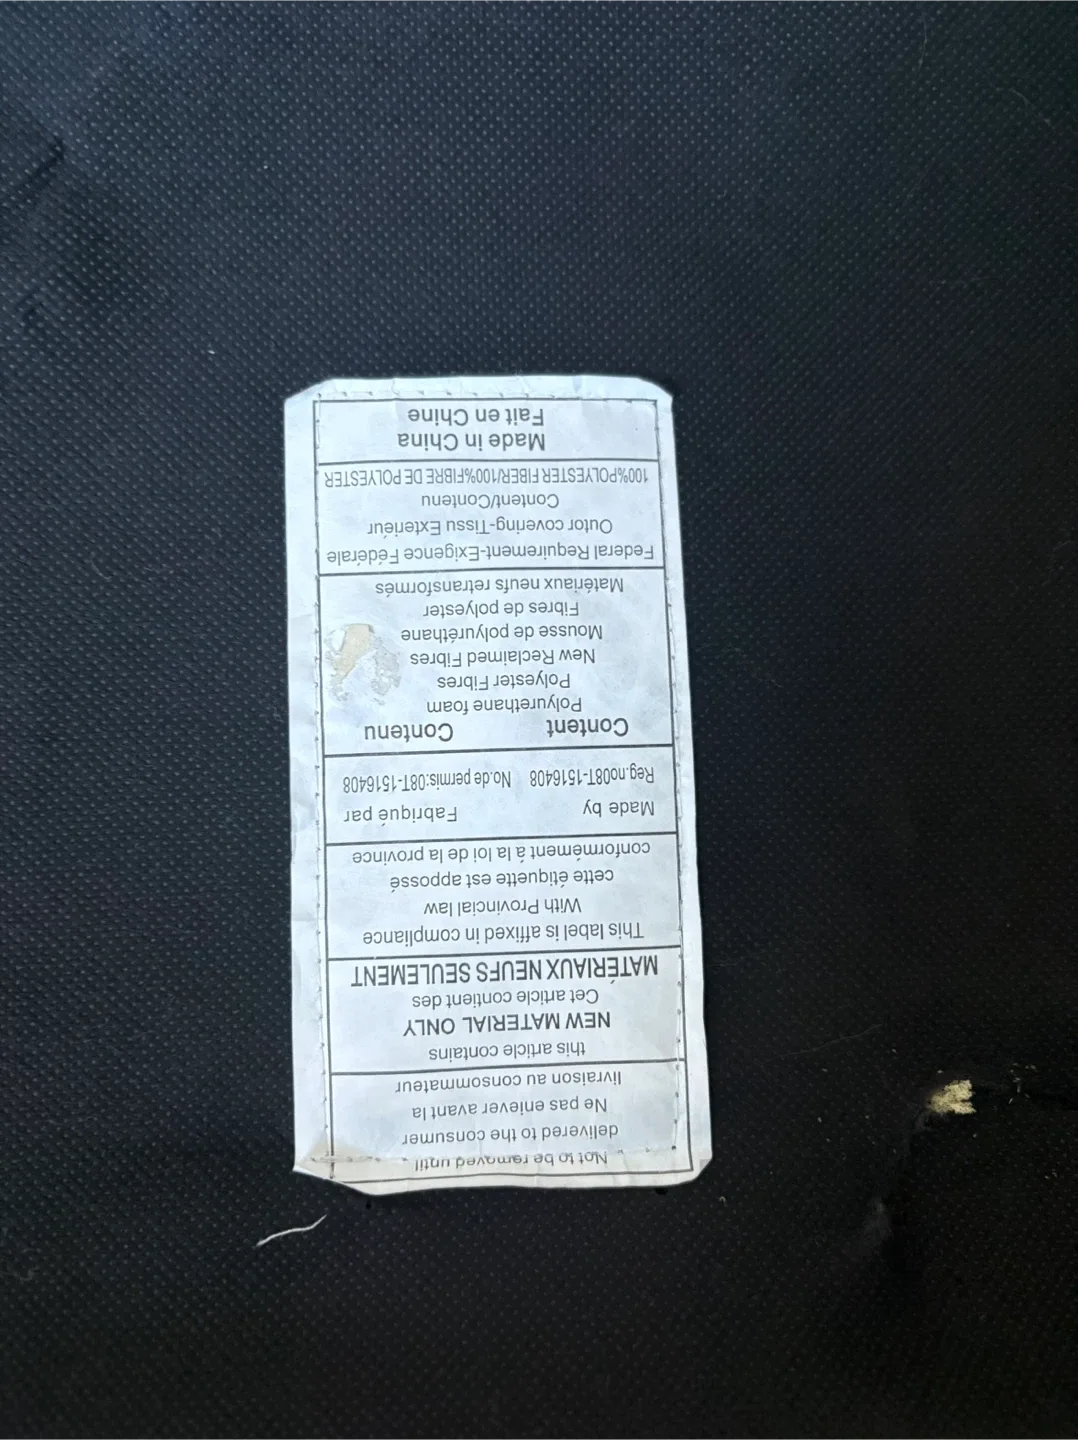 Not to be removed until
delivered to the consumer
Ne pas eniever avant la
livraison au consommateur
this article contains
NEW MATERIAL ONLY
Cet article contient des
MATÉRIAUX NEUFS SEULEMENT
This label is affixed in compliance
With Provincial law
cette étiquette est appossé
conformément á la loi de la province
Made by Fabriqué par
Reg.no08T-1516408 No.de permis:08T-1516408
Content Contenu
Polyurethane foam
Polyester Fibres
New Reclaimed Fibres
Mousse de polyuréthane
Fibres de polyester
Matériaux neufs retransformés
Federal Requirement-Exigence Fédérale
Outor covering-Tissu Exterieúr
Content/Contenu
100%POLYESTER FIBER/100%FIBRE DE POLYESTER
Made in China
Fait en Chine